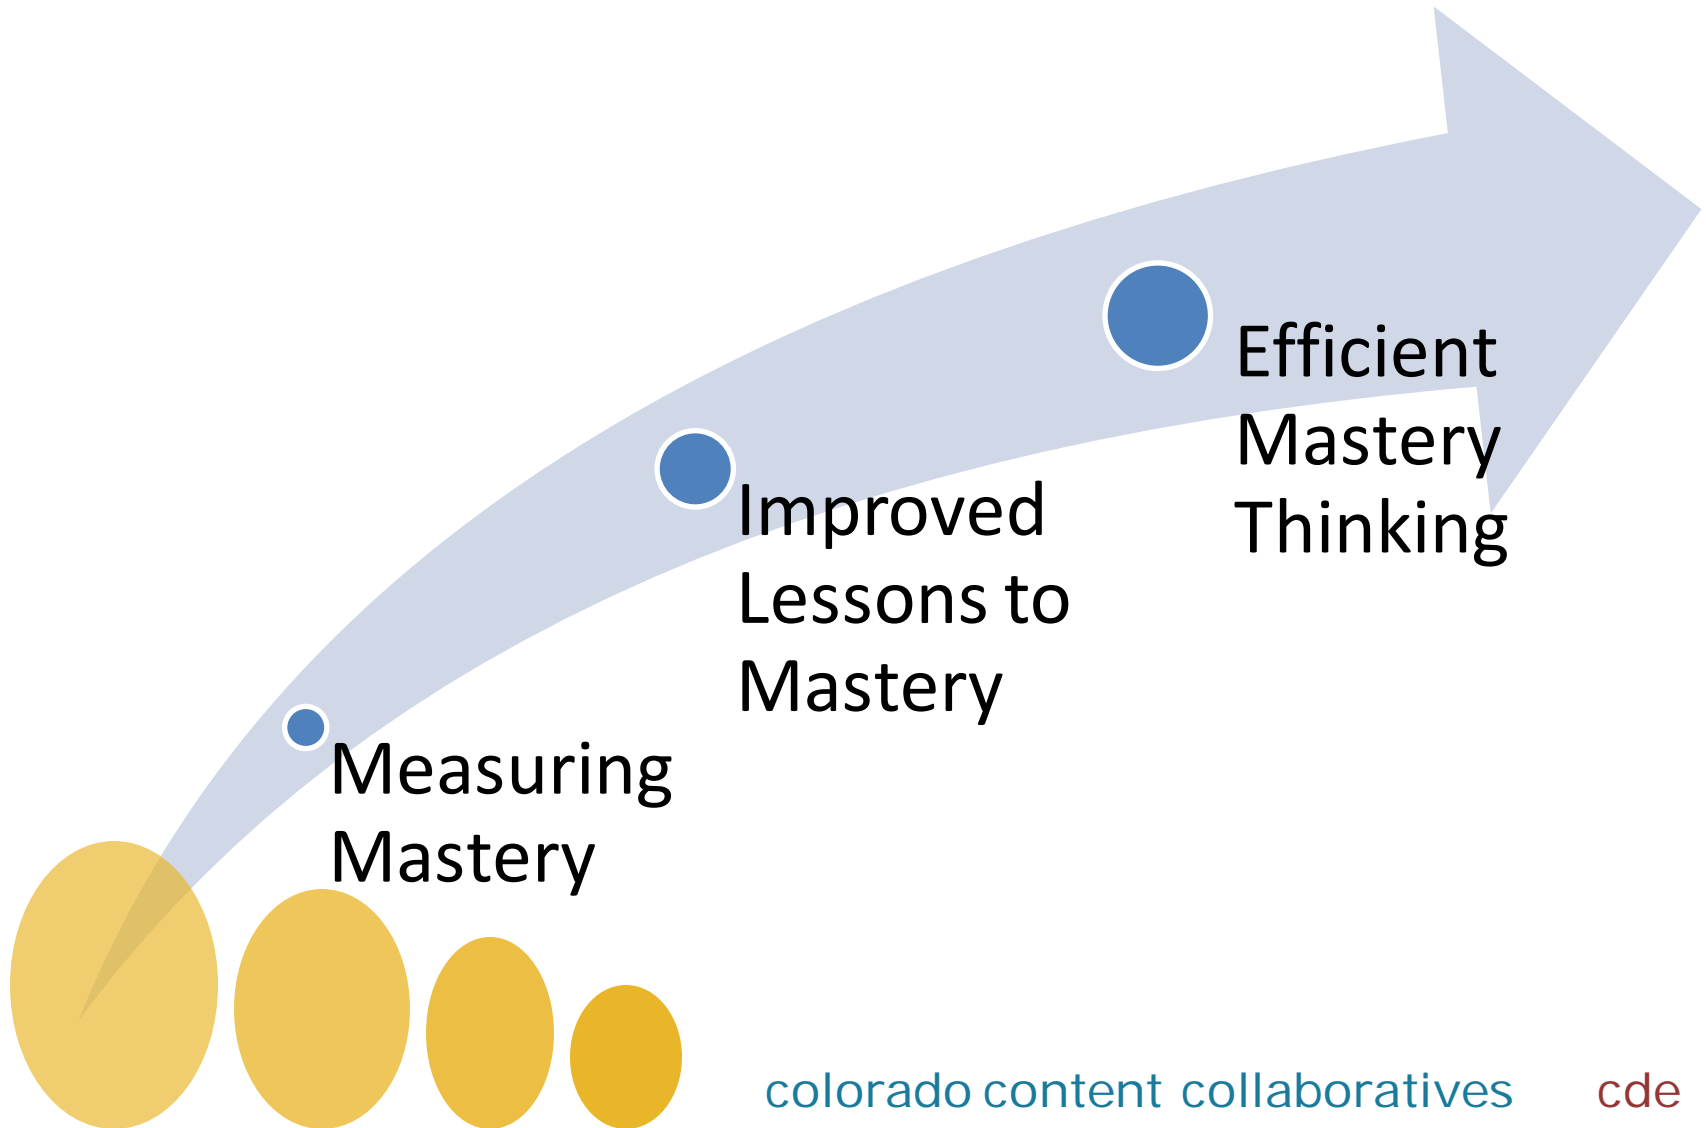 Efficient
Mastery
Thinking
Improved
Lessons to
Mastery
Measuring
Mastery
colorado content collaboratives cde